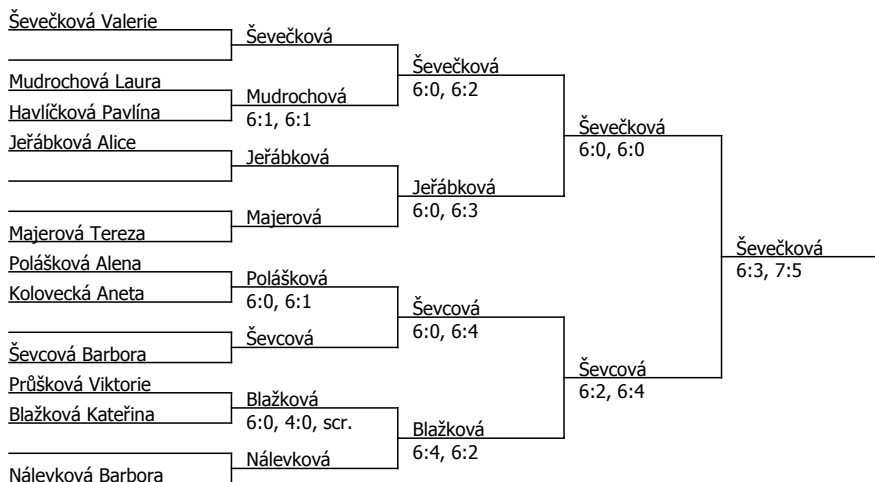 Ševečková Valerie
Ševečková
Ševečková
6:0, 6:2
Mudrochová Laura
Mudrochová
6:1, 6:1
Havlíčková Pavlína
Ševečková
6:0, 6:0
Jeřábková Alice
Jeřábková
Jeřábková
6:0, 6:3
Majerová
Majerová Tereza
Ševečková
6:3, 7:5
Polášková Alena
Polášková
6:0, 6:1
Kolovecká Aneta
Ševcová
6:0, 6:4
Ševcová
Ševcová Barbora
Ševcová
6:2, 6:4
Průšková Viktorie
Blažková
6:0, 4:0, scr.
Blažková Kateřina
Blažková
6:4, 6:2
Nálevková
Nálevková Barbora